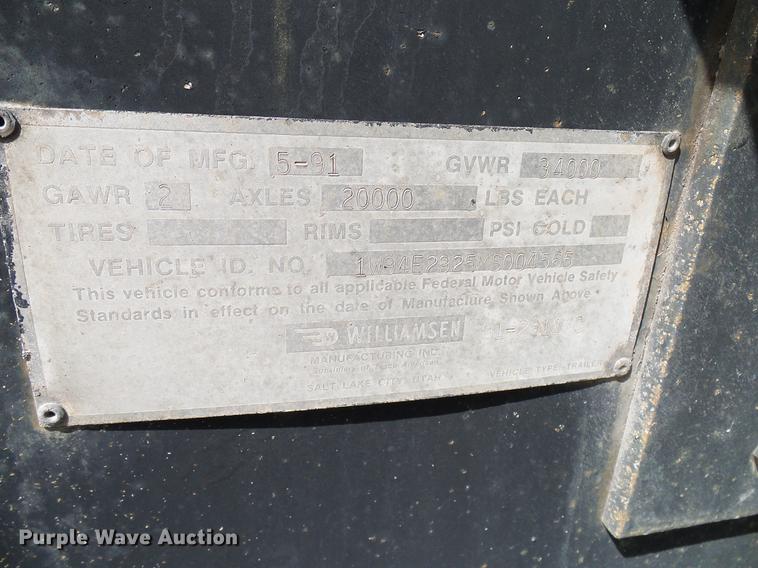 DATE OF MFG. 5-91 GVWR 34000
GAWR 2 AXLES 20000 LBS EACH
TIRES RIMS PSI COLD
VEHICLE ID. NO.
This vehicle conforms to all applicable Federal Motor Vehicle Safety
Standards in effect on the date of Manufacture Shown Above
W WILLIAMSEN
MANUFACTURING INC.
SALT LAKE CITY, UTAH VEHICLE TYPE-TRAILER
Purple Wave Auction